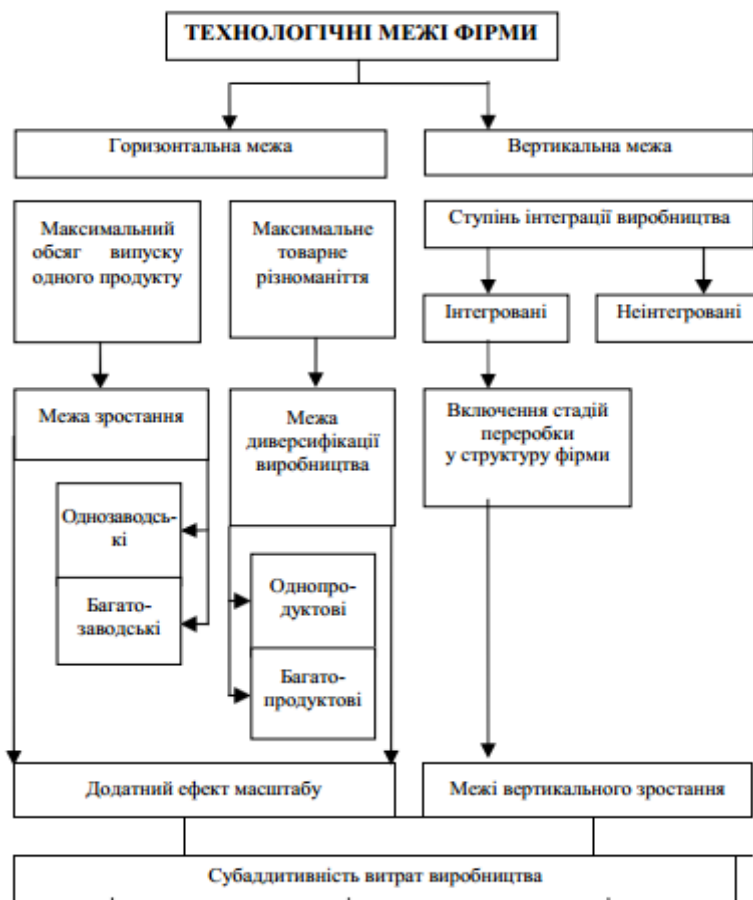 ТЕХНОЛОГІЧНІ МЕЖІ ФІРМИ
Горизонтальна межа
Вертикальна межа
Максимальний
обсяг випуску
одного продукту
Максимальне
товарне
різноманіття
Ступінь інтеграції виробництва
Інтегровані
Неінтегровані
Межа зростання
Межа
диверсифікації
виробництва
Включення стадій
переробки
у структуру фірми
Однозаводсь-
кі
Багато-
заводські
Однопро-
дуктові
Багато-
продуктові
Додатний ефект масштабу
Межі вертикального зростання
Субаддитивність витрат виробництва